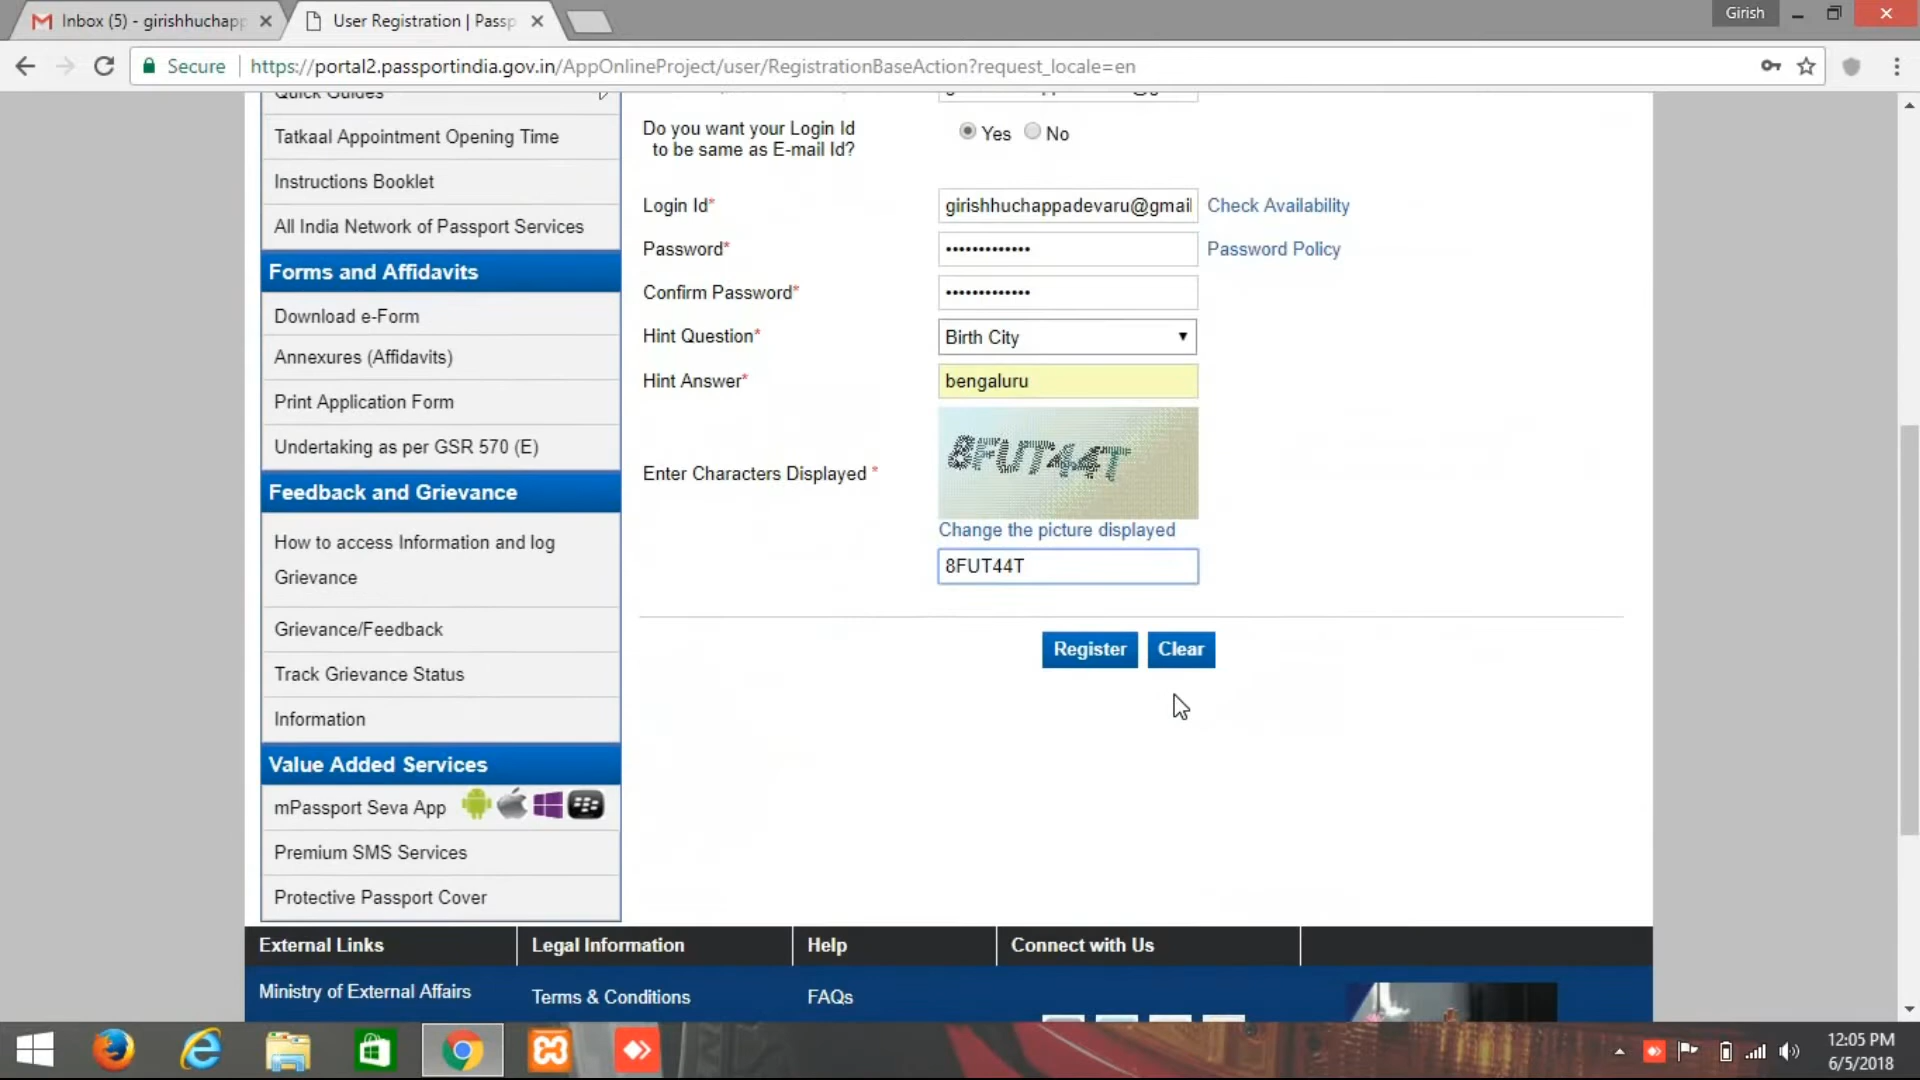 Inbox (5) - girishhuchapp
User Registration | Passp
Girish
Secure
https://portal2.passportindia.gov.in/AppOnlineProject/user/RegistrationBaseAction?request_locale=en
Quick Guides
Tatkaal Appointment Opening Time
Instructions Booklet
All India Network of Passport Services
Forms and Affidavits
Download e-Form
Annexures (Affidavits)
Print Application Form
Undertaking as per GSR 570 (E)
Feedback and Grievance
How to access Information and log
Grievance
Grievance/Feedback
Track Grievance Status
Information
Value Added Services
mPassport Seva App
Premium SMS Services
Protective Passport Cover
Do you want your Login Id
to be same as E-mail Id?
Yes
No
Login Id*
girishhuchappadevaru@gmail
Check Availability
Password*
•••••••••••••
Password Policy
Confirm Password*
•••••••••••••
Hint Question*
Birth City
Hint Answer*
bengaluru
Enter Characters Displayed *
8FUT44T
Change the picture displayed
8FUT44T
Register
Clear
External Links
Legal Information
Help
Connect with Us
Ministry of External Affairs
Terms & Conditions
FAQs
12:05 PM
6/5/2018